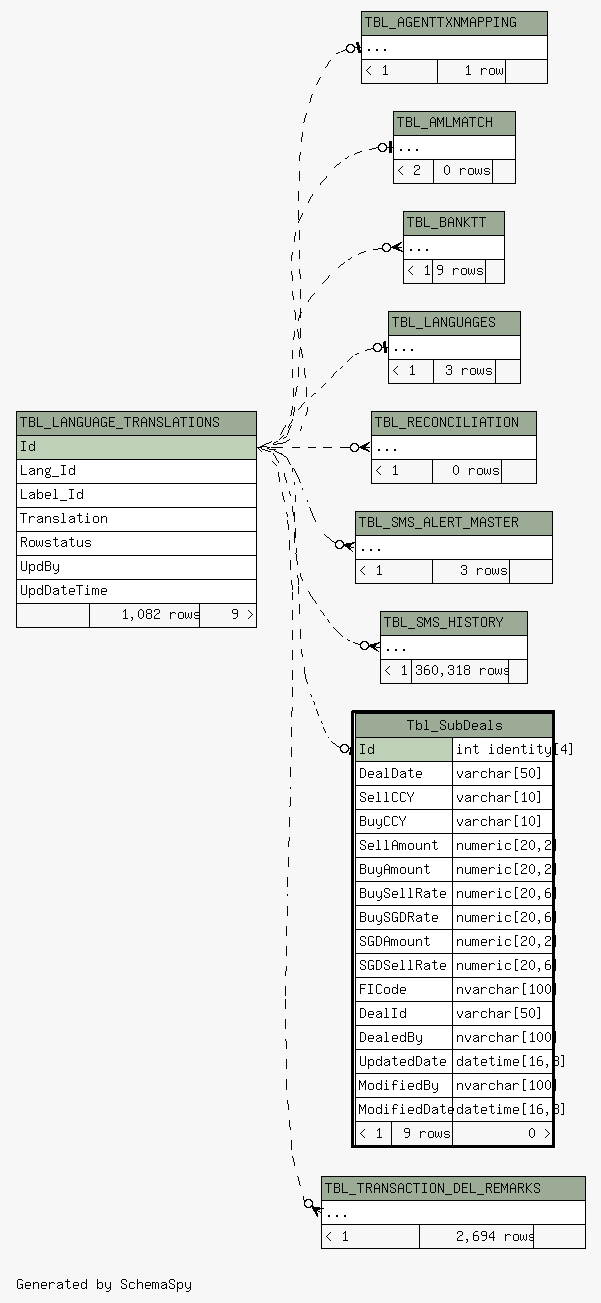 TBL_AGENTTXNMAPPING
...
< 1 1 row
TBL_AMLMATCH
...
< 2 0 rows
TBL_BANKTT
...
< 1 9 rows
TBL_LANGUAGES
...
< 1 3 rows
TBL_LANGUAGE_TRANSLATIONS
Id
Lang_Id
Label_Id
Translation
Rowstatus
UpdBy
UpdDateTime
1,082 rows 9 >
TBL_RECONCILIATION
...
< 1 0 rows
TBL_SMS_ALERT_MASTER
...
< 1 3 rows
TBL_SMS_HISTORY
...
< 1 360,318 rows
Tbl_SubDeals
Id int identity[4]
DealDate varchar[50]
SellCCY varchar[10]
BuyCCY varchar[10]
SellAmount numeric[20,2]
BuyAmount numeric[20,2]
BuySellRate numeric[20,6]
BuySGDRate numeric[20,6]
SGDAmount numeric[20,2]
SGDSellRate numeric[20,6]
FICode nvarchar[100]
DealId varchar[50]
DealedBy nvarchar[100]
UpdatedDate datetime[16,3]
ModifiedBy nvarchar[100]
ModifiedDate datetime[16,3]
< 1 9 rows 0 >
TBL_TRANSACTION_DEL_REMARKS
...
< 1 2,694 rows
Generated by SchemaSpy